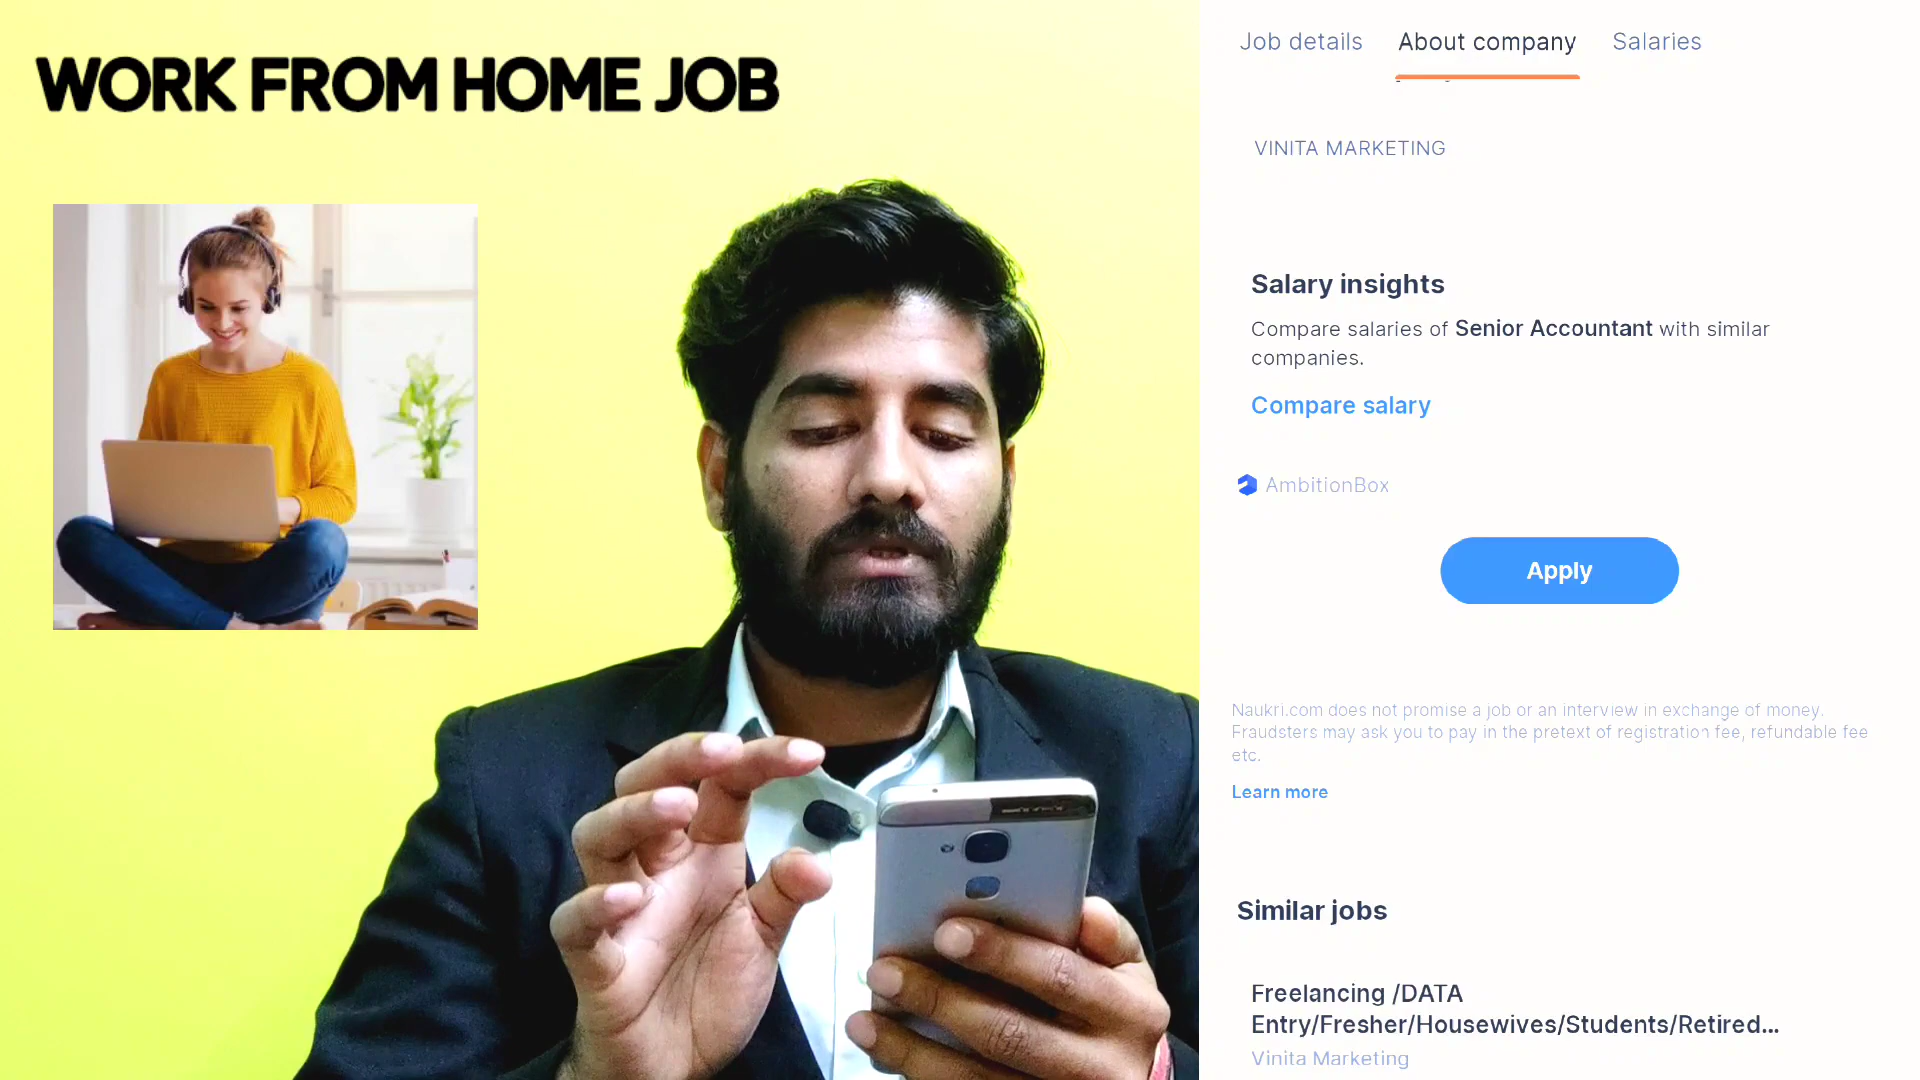 WORK FROM HOME JOB
Job details About company Salaries
VINITA MARKETING
Salary insights
Compare salaries of Senior Accountant with similar
companies.
Compare salary
AmbitionBox
Apply
Naukri.com does not promise a job or an interview in exchange of money.
Fraudsters may ask you to pay in the pretext of registration fee, refundable fee
etc.
Learn more
Similar jobs
Freelancing /DATA
Entry/Fresher/Housewives/Students/Retired...
Vinita Marketing